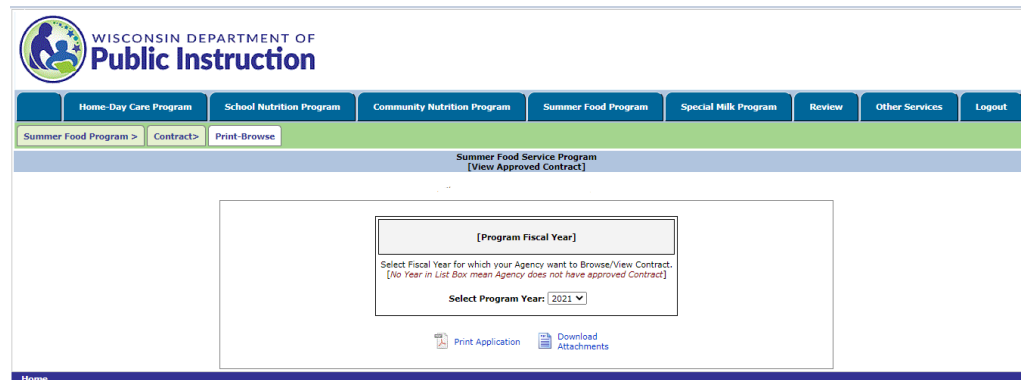 WISCONSIN DEPARTMENT OF
Public Instruction
Home-Day Care Program School Nutrition Program Community Nutrition Program Summer Food Program Special Milk Program Review Other Services Logout
Summer Food Program > Contract> Print-Browse
Summer Food Service Program
[View Approved Contract]
[Program Fiscal Year]
Select Fiscal Year for which your Agency want to Browse/View Contract.
[No Year in List Box mean Agency does not have approved Contract]
Select Program Year: 2021
Print Application
Download
Attachments
Home